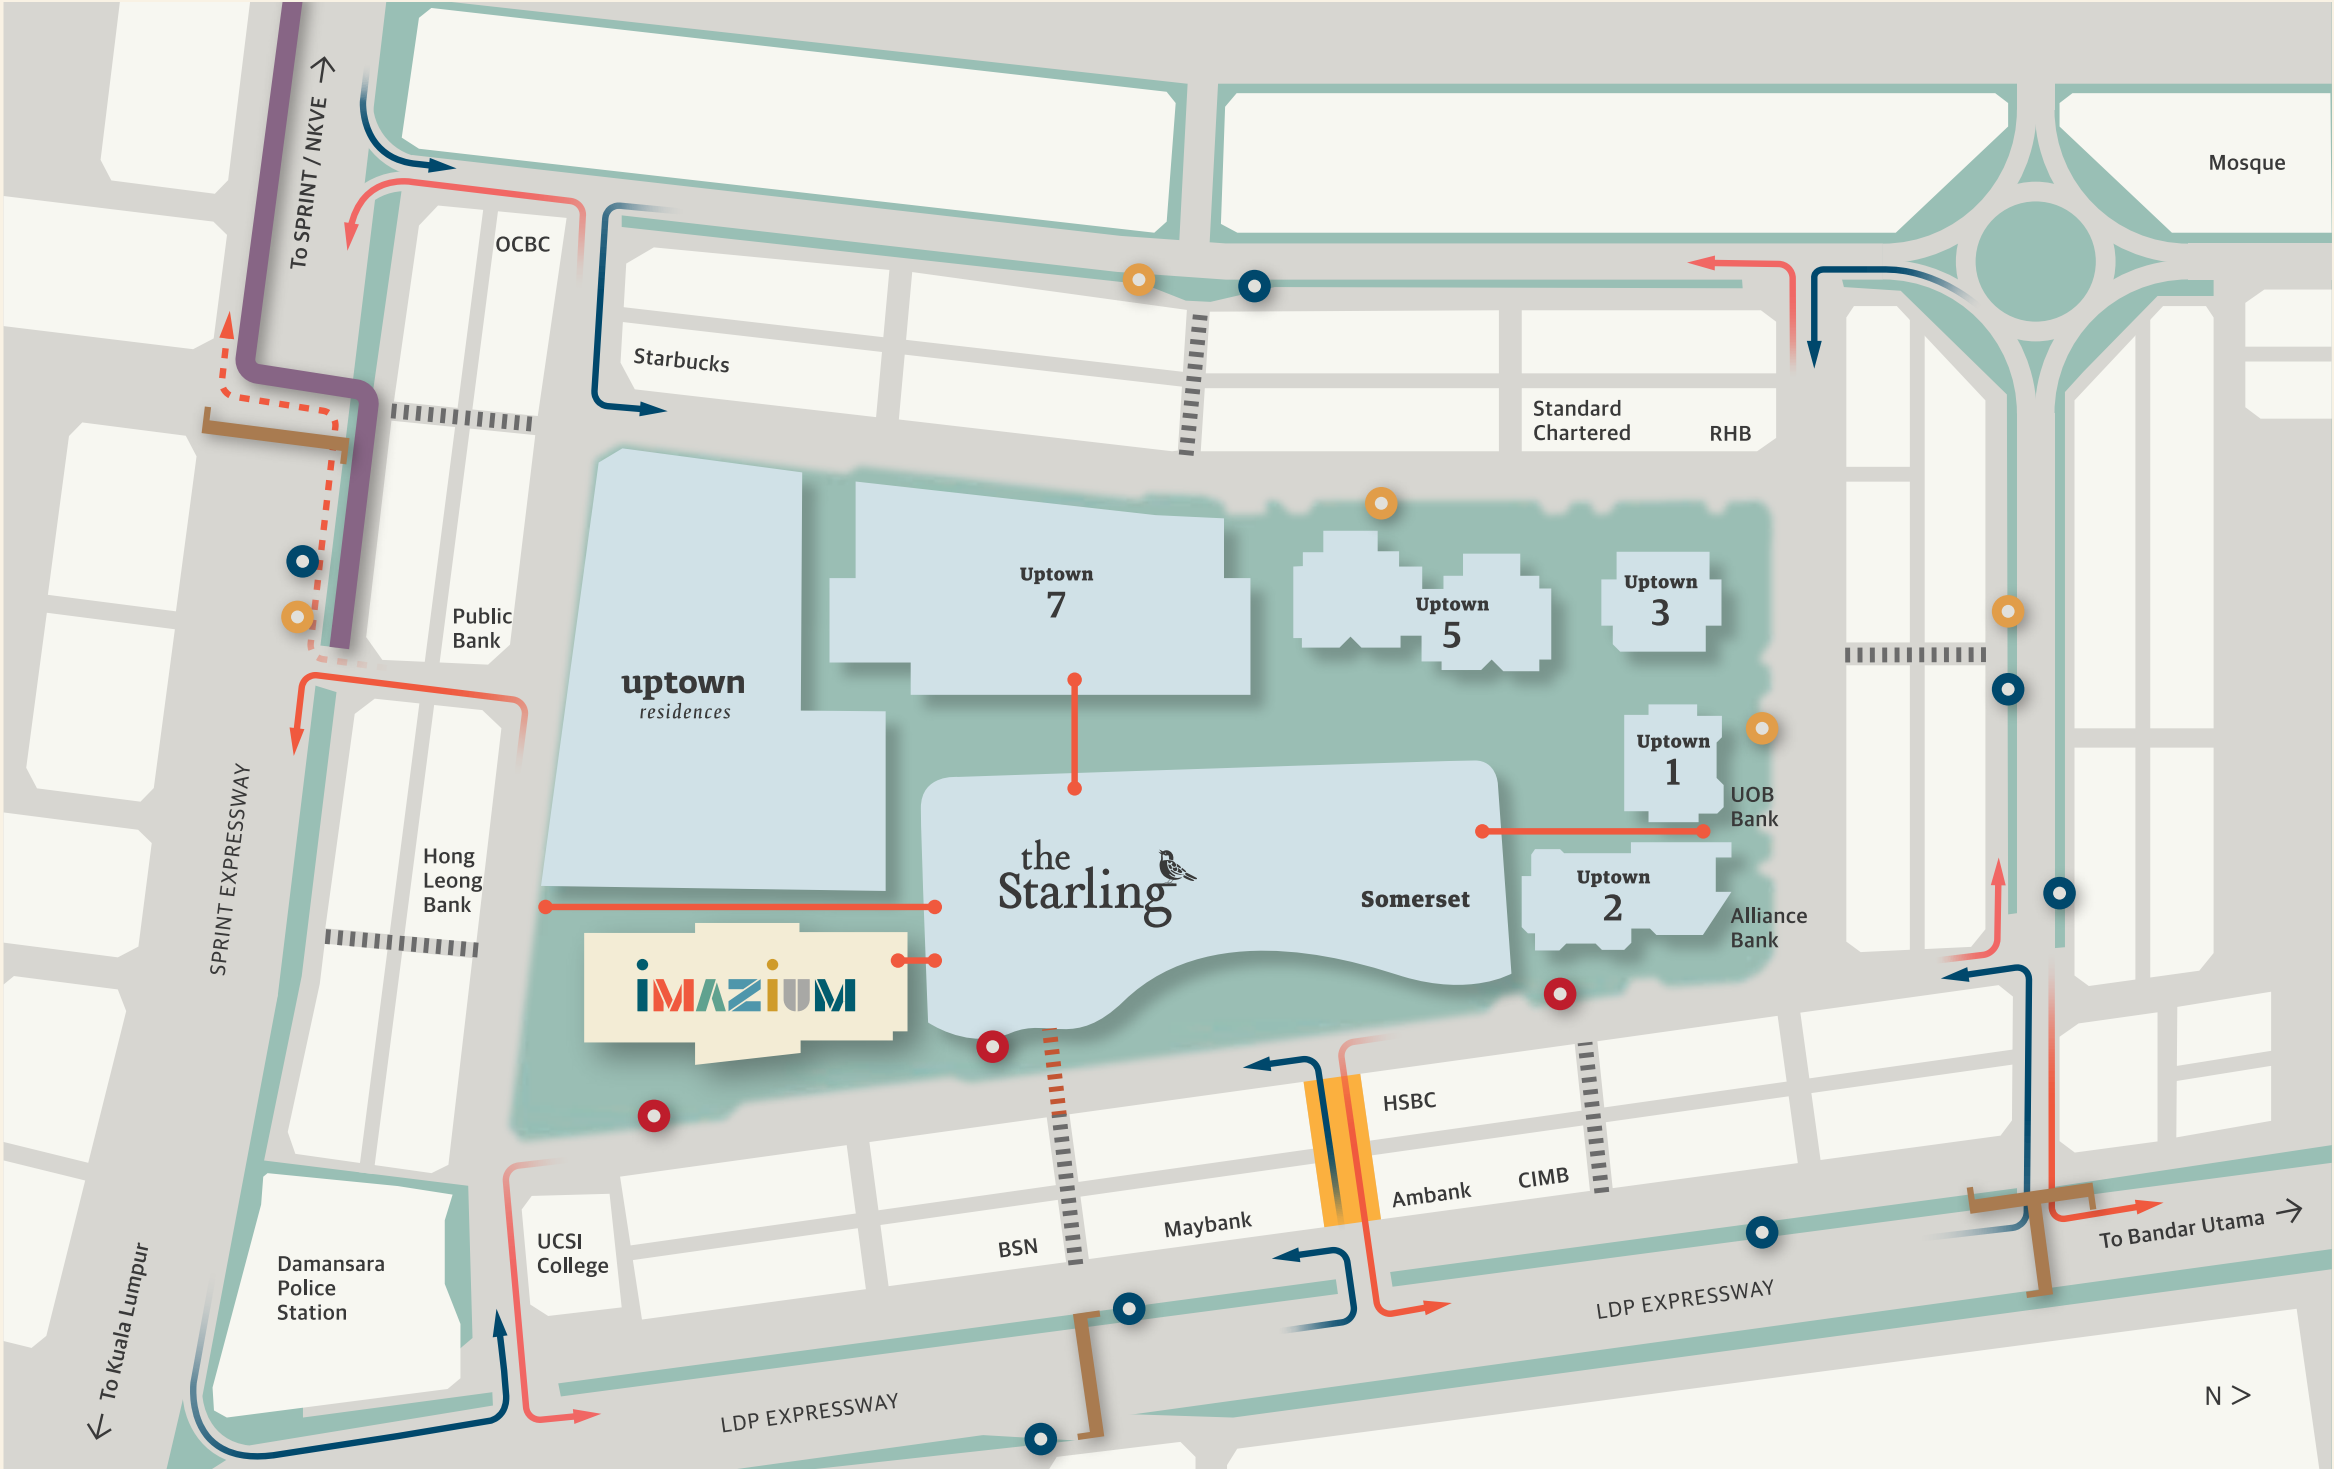 To SPRINT / NKVE
Mosque
OCBC
Starbucks
Standard
Chartered
RHB
Uptown
7
Uptown
5
Uptown
3
Public
Bank
uptown
residences
Uptown
1
UOB
Bank
SPRINT EXPRESSWAY
Hong
Leong
Bank
the
Starling
Somerset
Uptown
2
Alliance
Bank
iMAZiUM
HSBC
Ambank
CIMB
Maybank
BSN
UCSI
College
Damansara
Police
Station
To Kuala Lumpur
To Bandar Utama
LDP EXPRESSWAY
LDP EXPRESSWAY
N >